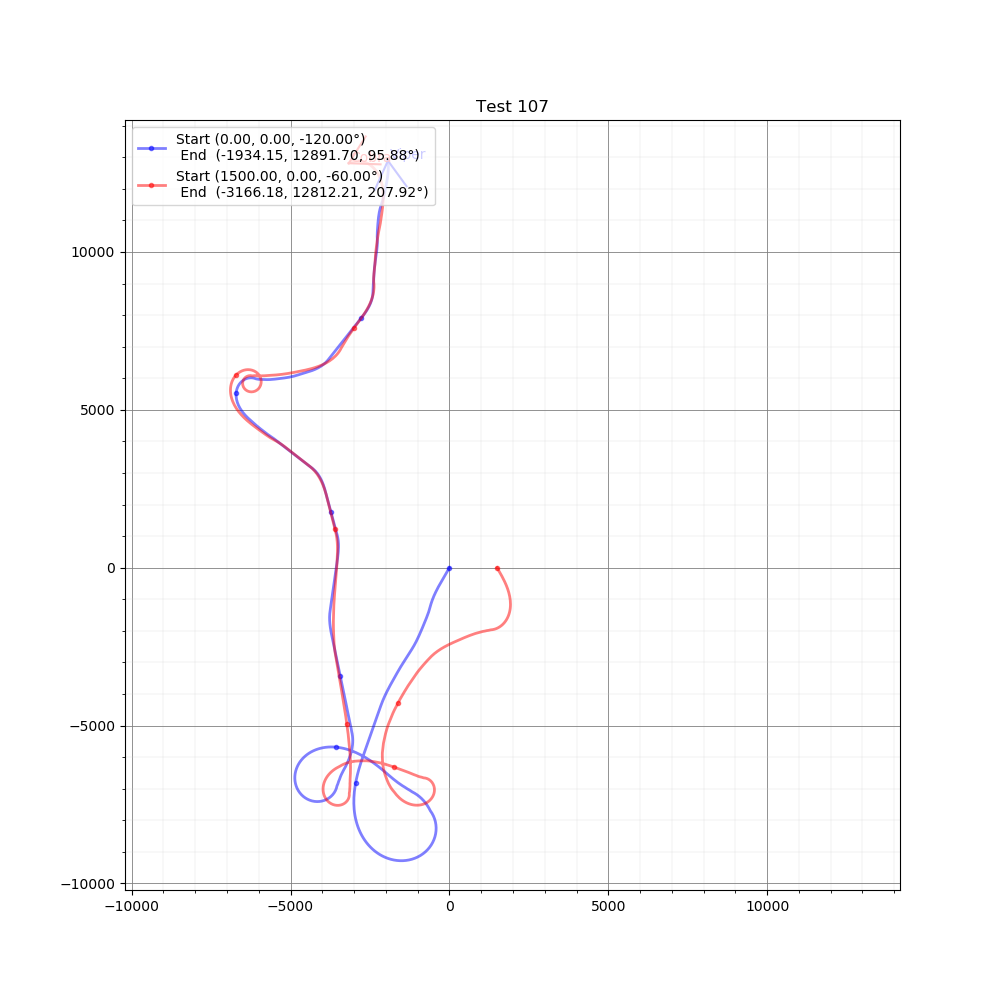 Test 107
Start (0.00, 0.00, -120.00°)
End (-1934.15, 12891.70, 95.88°)
Start (1500.00, 0.00, -60.00°)
End (-3166.18, 12812.21, 207.92°)
10000
5000
0
−5000
−10000
−10000 −5000 0 5000 10000